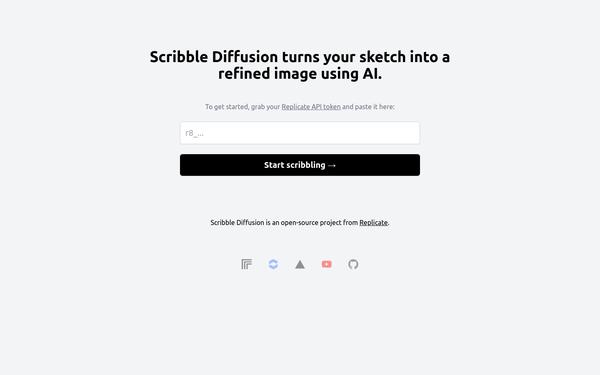 Scribble Diffusion turns your sketch into a
refined image using AI.
To get started, grab your Replicate API token and paste it here:
r8_...
Start scribbling →
Scribble Diffusion is an open-source project from Replicate.